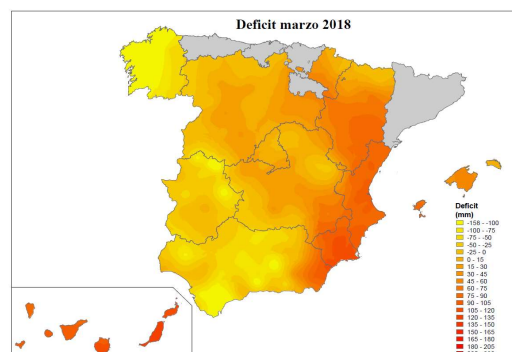 Deficit marzo 2018
Deficit
(mm)
-156 - -100
-100 - -75
-75 - -50
-50 - -25
-25 - 0
0 - 15
15 - 30
30 - 45
45 - 60
60 - 75
75 - 90
90 - 105
105 - 120
120 - 135
135 - 150
150 - 165
165 - 180
180 - 205